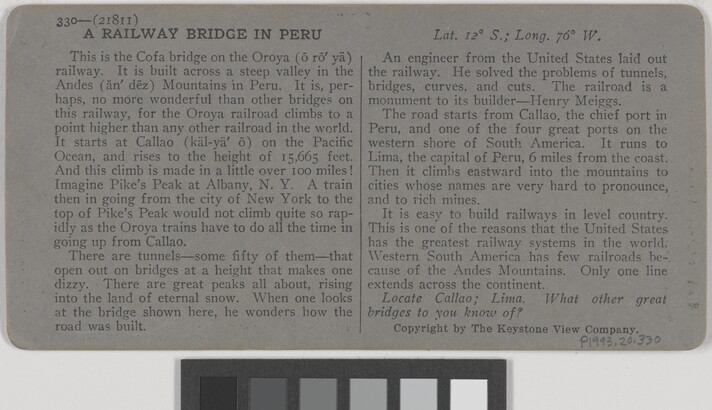 330—(21811)
A RAILWAY BRIDGE IN PERU
Lat. 12° S.; Long. 76° W.
This is the Cofa bridge on the Oroya (ō rō′ yä)
railway. It is built across a steep valley in the
Andes (ăn′ dēz) Mountains in Peru. It is, per-
haps, no more wonderful than other bridges on
this railway, for the Oroya railroad climbs to a
point higher than any other railroad in the world.
It starts at Callao (käl-yä′ ō) on the Pacific
Ocean, and rises to the height of 15,665 feet.
And this climb is made in a little over 100 miles!
Imagine Pike's Peak at Albany, N. Y. A train
then in going from the city of New York to the
top of Pike's Peak would not climb quite so rap-
idly as the Oroya trains have to do all the time in
going up from Callao.
There are tunnels—some fifty of them—that
open out on bridges at a height that makes one
dizzy. There are great peaks all about, rising
into the land of eternal snow. When one looks
at the bridge shown here, he wonders how the
road was built.
An engineer from the United States laid out
the railway. He solved the problems of tunnels,
bridges, curves, and cuts. The railroad is a
monument to its builder—Henry Meiggs.
The road starts from Callao, the chief port in
Peru, and one of the four great ports on the
western shore of South America. It runs to
Lima, the capital of Peru, 6 miles from the coast.
Then it climbs eastward into the mountains to
cities whose names are very hard to pronounce,
and to rich mines.
It is easy to build railways in level country.
This is one of the reasons that the United States
has the greatest railway systems in the world.
Western South America has few railroads be-
cause of the Andes Mountains. Only one line
extends across the continent.
Locate Callao; Lima. What other great
bridges to you know of?
Copyright by The Keystone View Company.
P1993.20.330